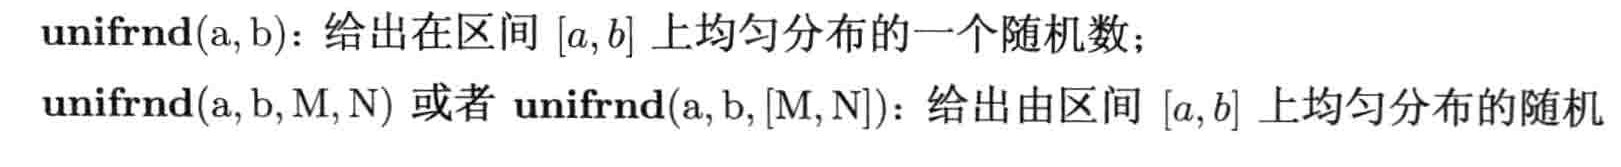 unifrnd(a, b): 给出在区间 [a, b] 上均匀分布的一个随机数;
unifrnd(a, b, M, N) 或者 unifrnd(a, b, [M, N]): 给出由区间 [a, b] 上均匀分布的随机